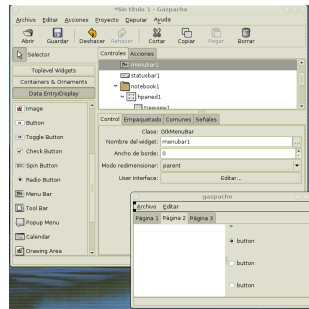 *Sin título 1 - Gazpacho
Archivo Editar Acciones Proyecto Depurar Ayuda
Abrir Guardar Deshacer Rehacer Cortar Copiar Pegar Borrar
Selector
Toplevel Widgets
Containers & Ornaments
Data Entry/Display
Image
Button
Toggle Button
Check Button
Spin Button
Radio Button
Menu Bar
Tool Bar
Popup Menu
Calendar
Drawing Area
Controles Acciones
menubar1
statusbar1
notebook1
hpaned1
treeview1
Control Empaquetado Comunes Señales
Clase: GtkMenuBar
Nombre del widget: menubar1 ...
Ancho de borde: 0
Modo redimensionar: parent
User Interface: Editar...
gazpacho
Archivo Editar
Página 1 Página 2 Página 3
button
button
button